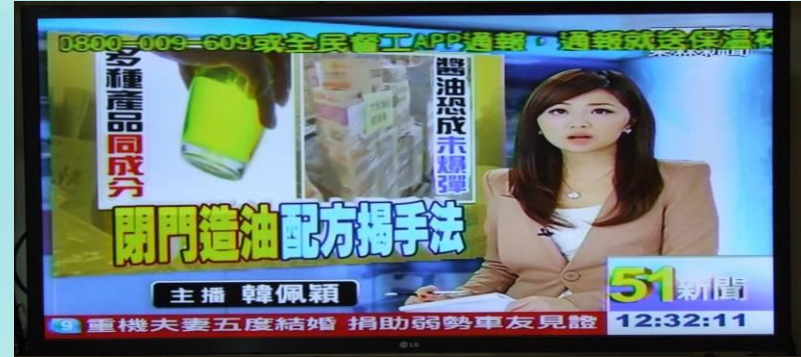 0800-009-609或全民督工APP通報‧通報就送保溫杯
多種產品同成分
醬油恐成未爆彈
閉門造油配方揭手法
主播 韓佩穎
51新聞
9 重機夫妻五度結婚 捐助弱勢車友見證
12:32:11
LG